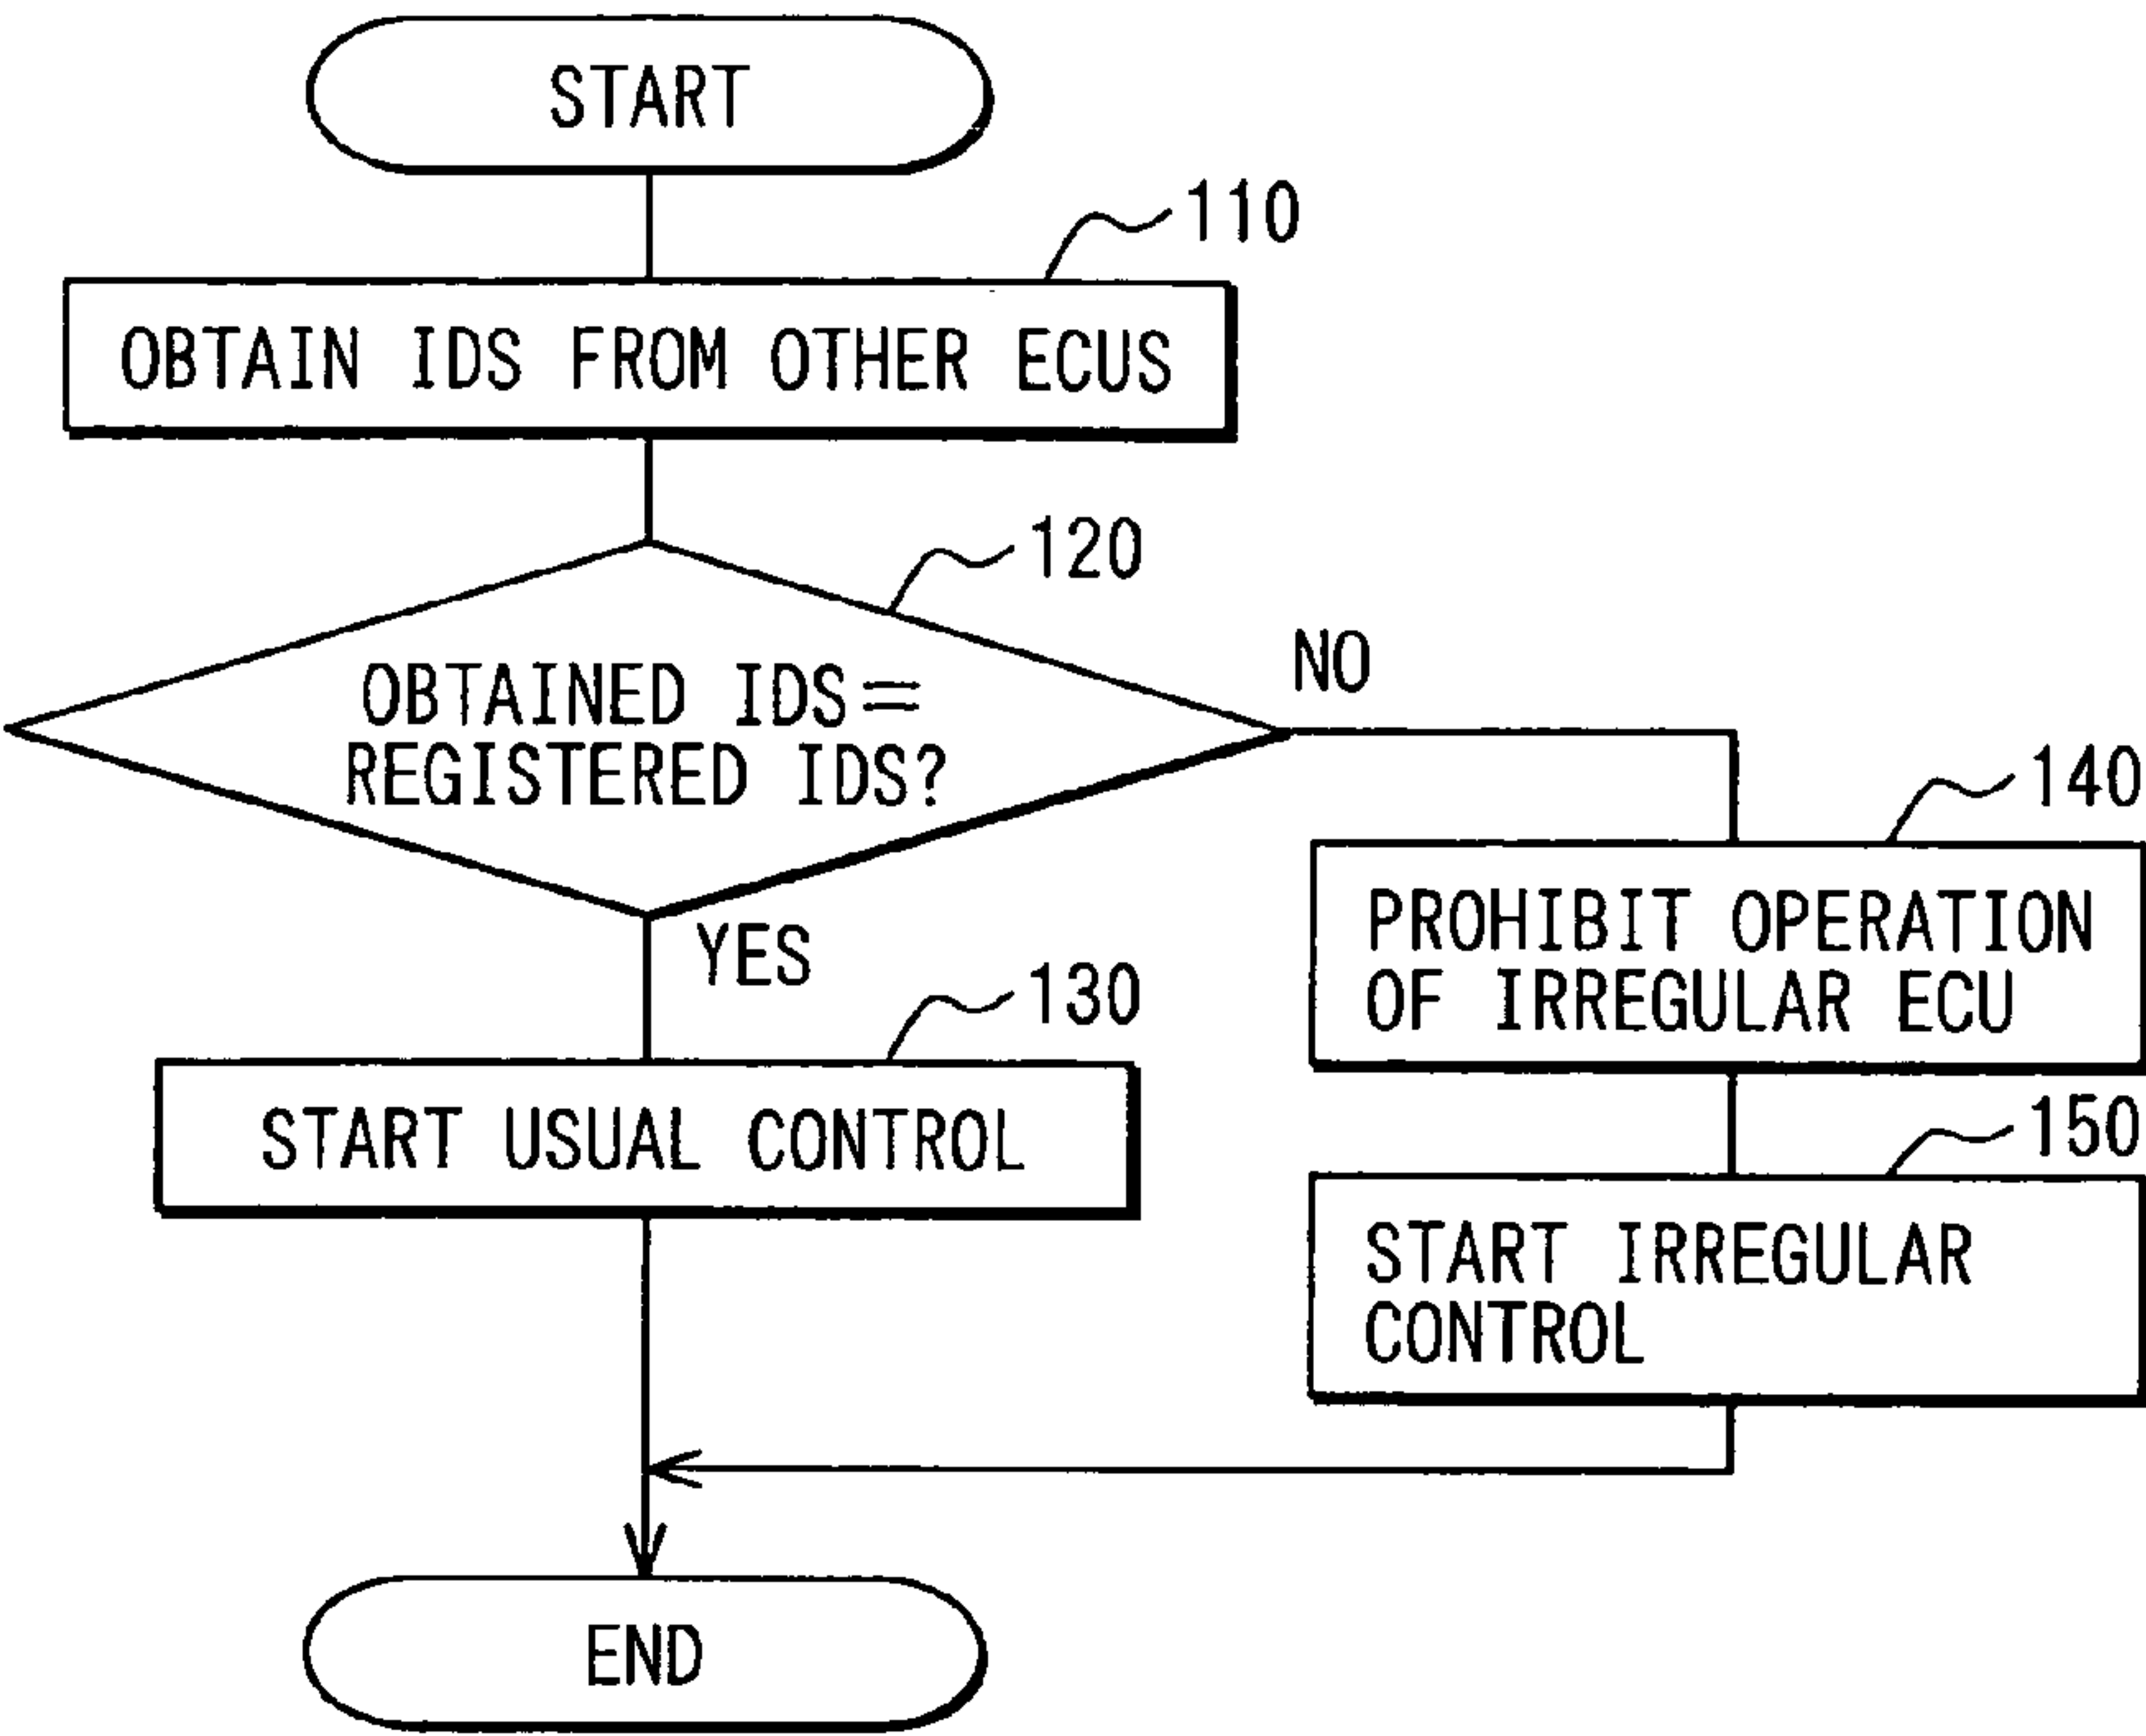 START
110
OBTAIN IDS FROM OTHER ECUS
120
OBTAINED IDS=
REGISTERED IDS?
NO
YES
130
START USUAL CONTROL
140
PROHIBIT OPERATION
OF IRREGULAR ECU
150
START IRREGULAR
CONTROL
END